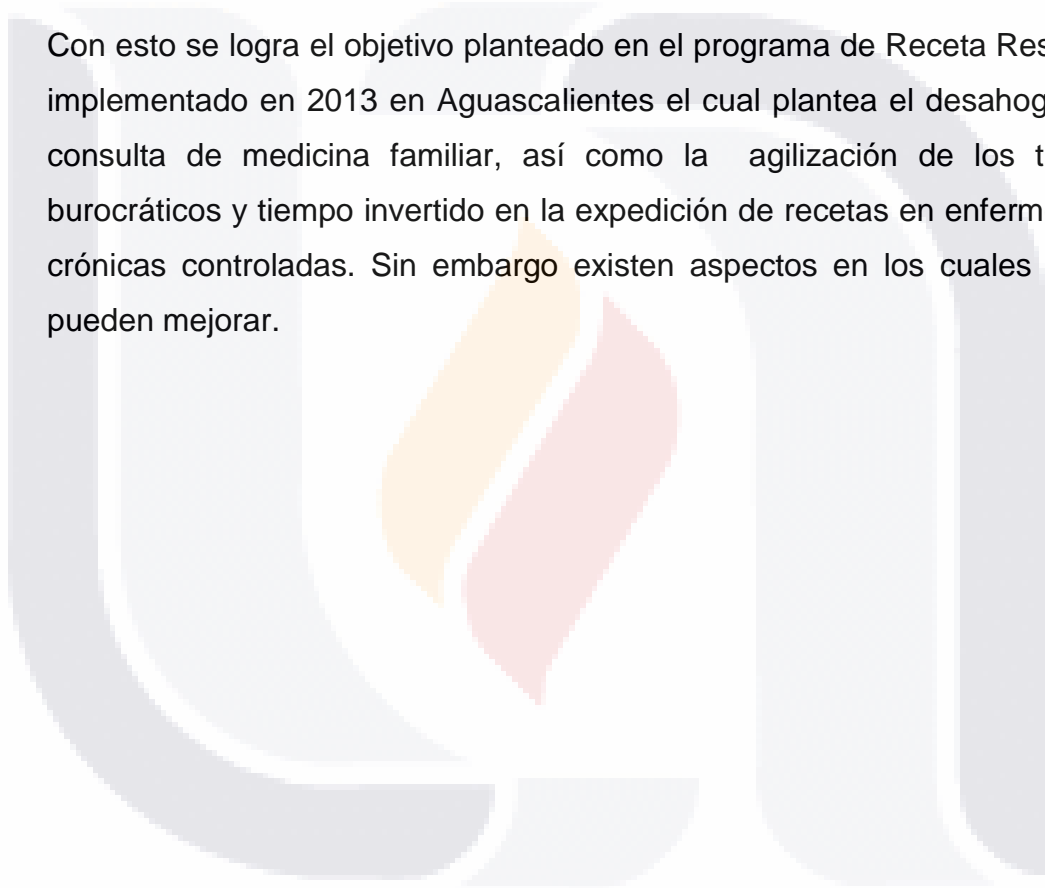 Con esto se logra el objetivo planteado en el programa de Receta Res
implementado en 2013 en Aguascalientes el cual plantea el desahog
consulta de medicina familiar, así como la agilización de los t
burocráticos y tiempo invertido en la expedición de recetas en enferm
crónicas controladas. Sin embargo existen aspectos en los cuales
pueden mejorar.